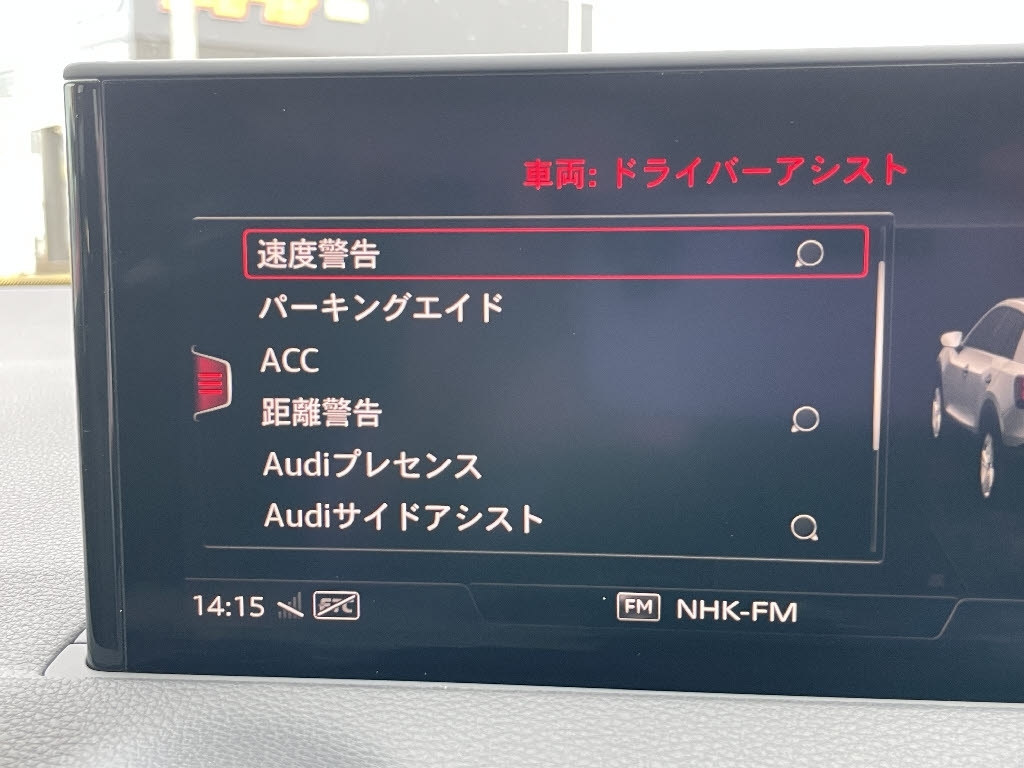 車両: ドライバーアシスト
速度警告
パーキングエイド
ACC
距離警告
Audiプレセンス
Audiサイドアシスト
14:15 ETC FM NHK-FM